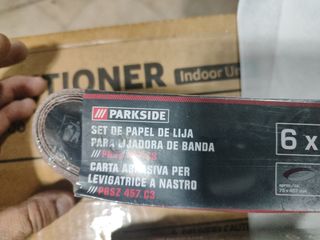 TIONER
Indoor Un
/// PARKSIDE
SET DE PAPEL DE LIJA
PARA LIJADORA DE BANDA
CARTA ABRASIVA PER
LEVIGATRICE A NASTRO
/// PBSZ 457 C3
6 x